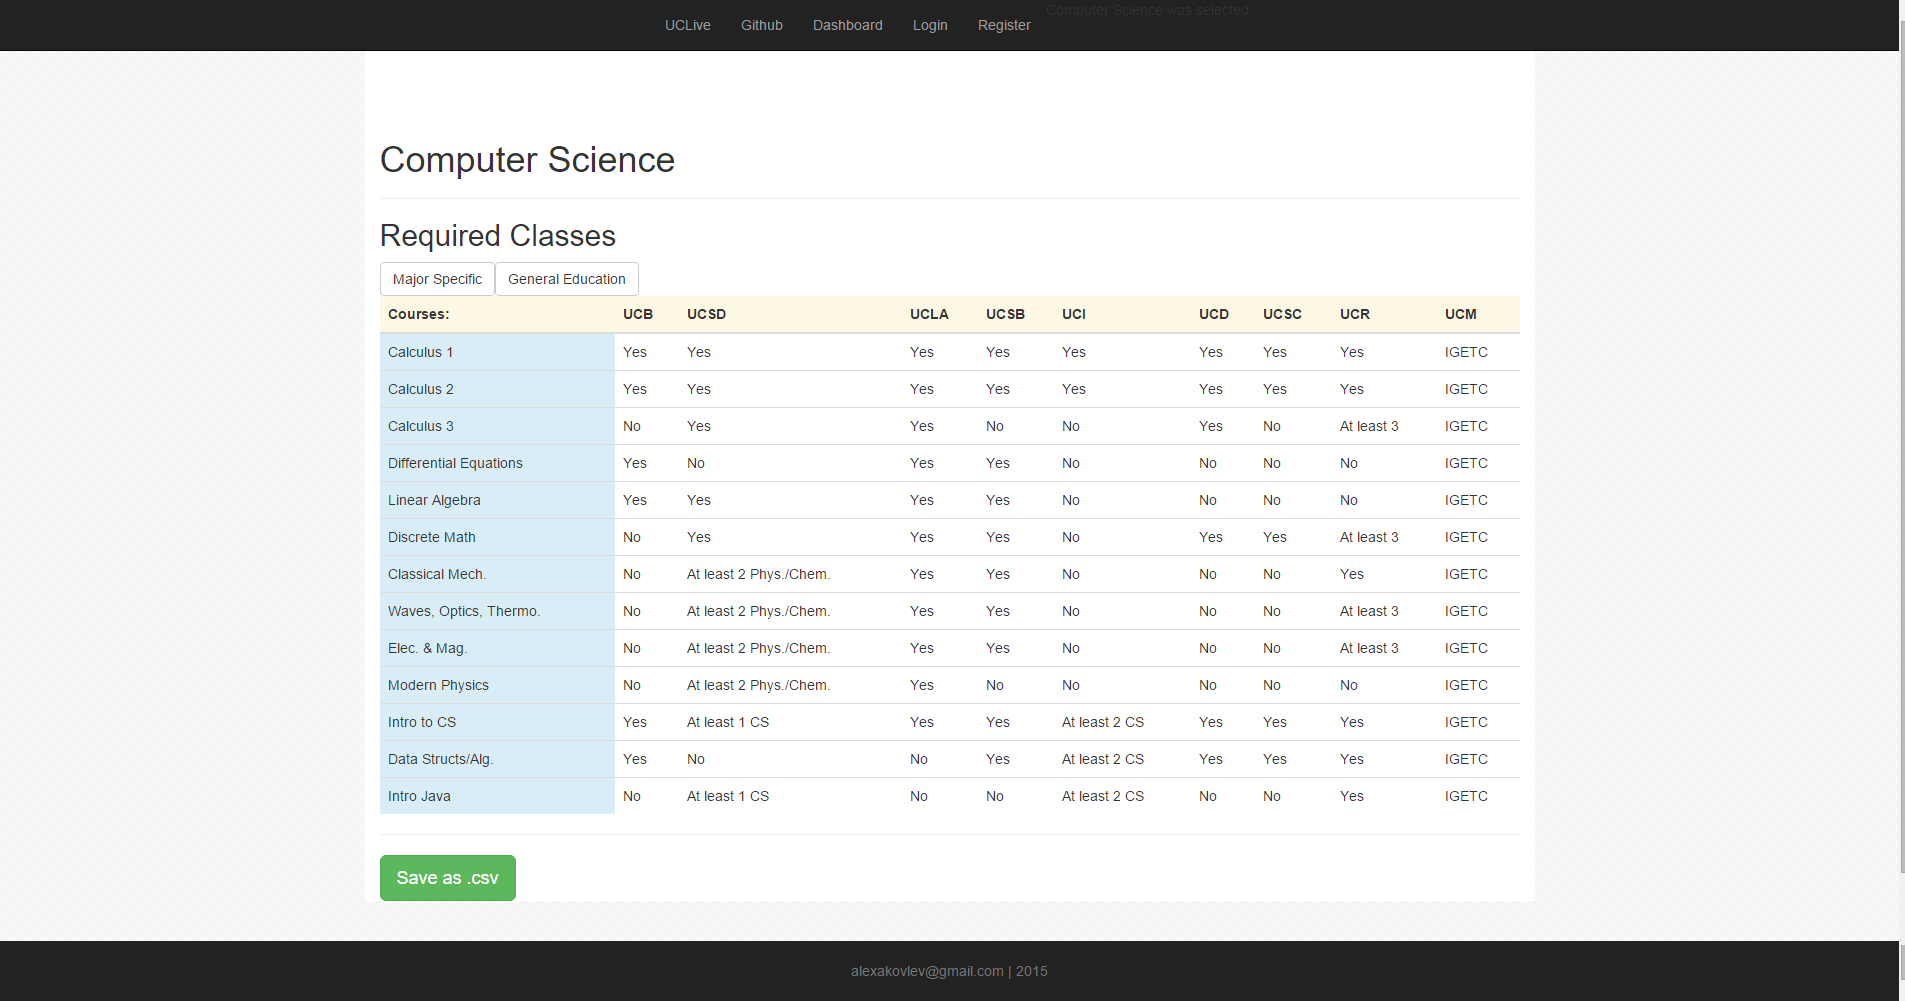 UCLive Github Dashboard Login Register Computer Science was selected
Computer Science
Required Classes
Major Specific General Education
Courses: UCB UCSD UCLA UCSB UCI UCD UCSC UCR UCM
Calculus 1 Yes Yes Yes Yes Yes Yes Yes Yes IGETC
Calculus 2 Yes Yes Yes Yes Yes Yes Yes Yes IGETC
Calculus 3 No Yes Yes No No Yes No At least 3 IGETC
Differential Equations Yes No Yes Yes No No No No IGETC
Linear Algebra Yes Yes Yes Yes No No No No IGETC
Discrete Math No Yes Yes Yes No Yes Yes At least 3 IGETC
Classical Mech. No At least 2 Phys./Chem. Yes Yes No No No Yes IGETC
Waves, Optics, Thermo. No At least 2 Phys./Chem. Yes Yes No No No At least 3 IGETC
Elec. & Mag. No At least 2 Phys./Chem. Yes Yes No No No At least 3 IGETC
Modern Physics No At least 2 Phys./Chem. Yes No No No No No IGETC
Intro to CS Yes At least 1 CS Yes Yes At least 2 CS Yes Yes Yes IGETC
Data Structs/Alg. Yes No No Yes At least 2 CS Yes Yes Yes IGETC
Intro Java No At least 1 CS No No At least 2 CS No No Yes IGETC
Save as .csv
alexakovlev@gmail.com | 2015